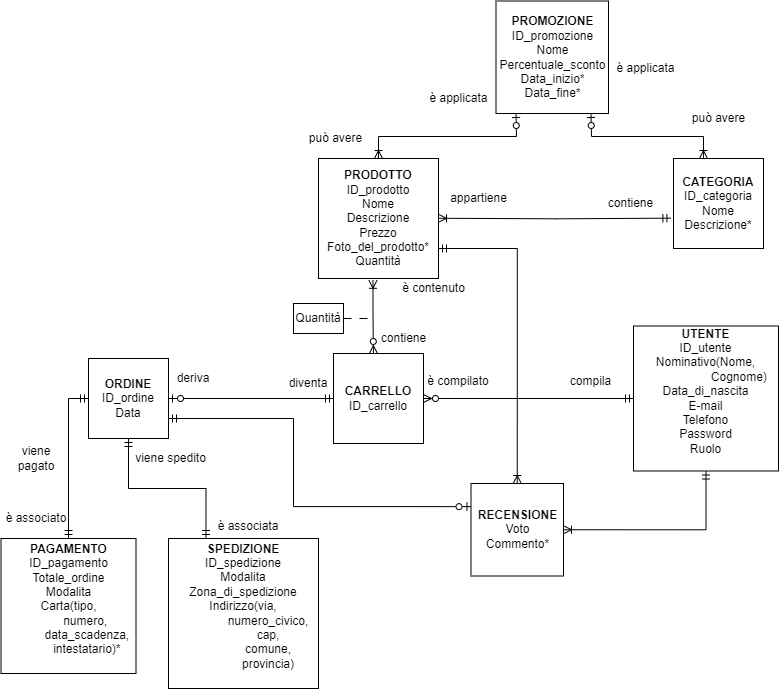 PROMOZIONE
ID_promozione
Nome
Percentuale_sconto
Data_inizio*
Data_fine*
è applicata
è applicata
può avere
può avere
PRODOTTO
ID_prodotto
Nome
Descrizione
Prezzo
Foto_del_prodotto*
Quantità
appartiene
contiene
CATEGORIA
ID_categoria
Nome
Descrizione*
è contenuto
Quantità
contiene
UTENTE
ID_utente
Nominativo(Nome,
Cognome)
Data_di_nascita
E-mail
Telefono
Password
Ruolo
ORDINE
ID_ordine
Data
deriva
diventa
CARRELLO
ID_carrello
è compilato
compila
viene
pagato
viene spedito
è associato
è associata
RECENSIONE
Voto
Commento*
PAGAMENTO
ID_pagamento
Totale_ordine
Modalita
Carta(tipo,
numero,
data_scadenza,
intestatario)*
SPEDIZIONE
ID_spedizione
Modalita
Zona_di_spedizione
Indirizzo(via,
numero_civico,
cap,
comune,
provincia)